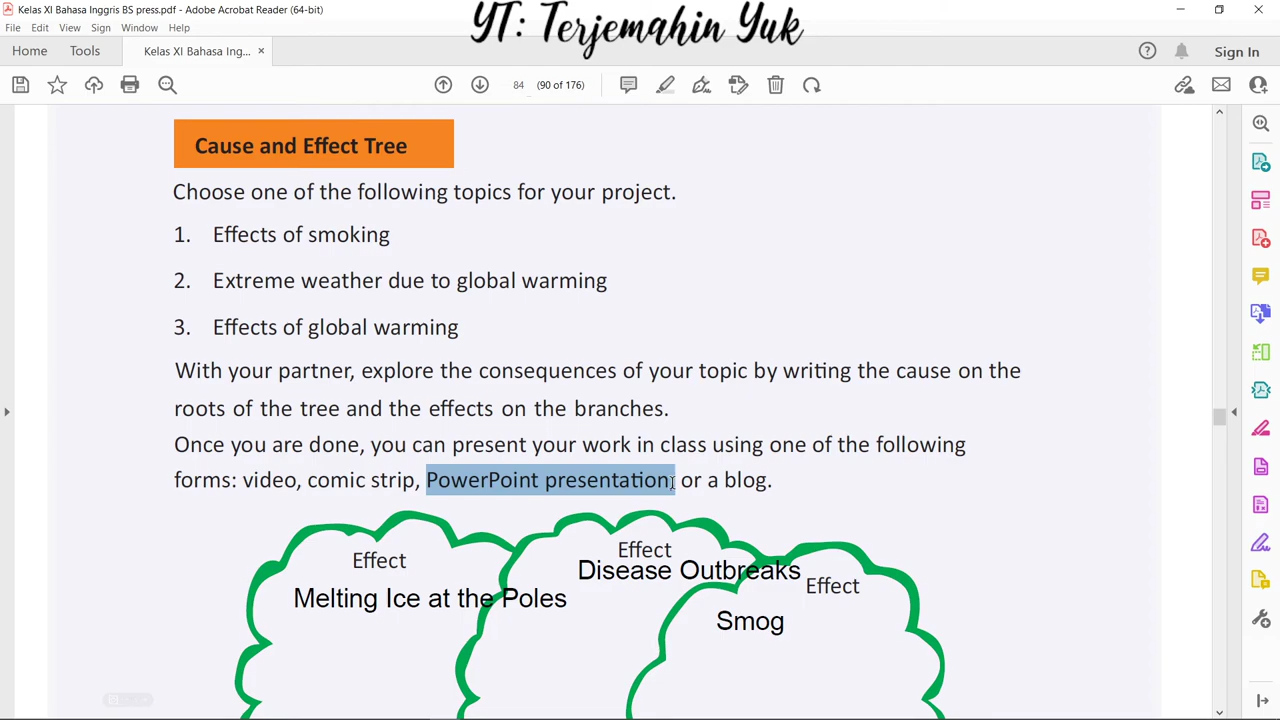 Kelas XI Bahasa Inggris BS press.pdf - Adobe Acrobat Reader (64-bit)
YT: Terjemahin Yuk
File Edit View Sign Window Help
Home Tools Kelas XI Bahasa Ing... × Sign In
84 (90 of 176)
Cause and Effect Tree
Choose one of the following topics for your project.
1. Effects of smoking
2. Extreme weather due to global warming
3. Effects of global warming
With your partner, explore the consequences of your topic by writing the cause on the
roots of the tree and the effects on the branches.
Once you are done, you can present your work in class using one of the following
forms: video, comic strip, PowerPoint presentation, or a blog.
Effect
Melting Ice at the Poles
Effect
Disease Outbreaks
Effect
Smog